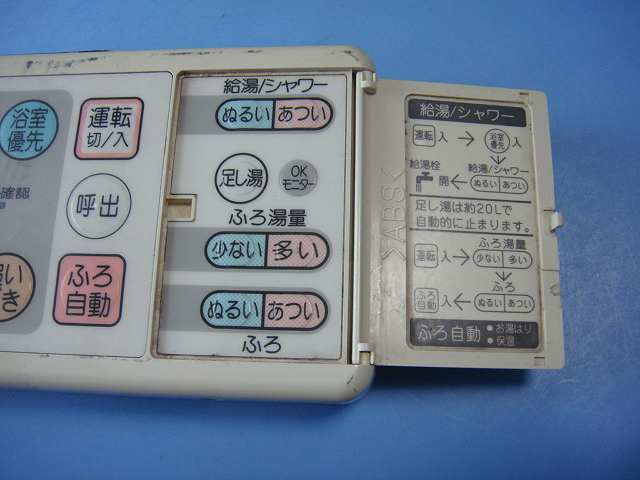 浴室
優先
運転
切/入
呼出
確認
ふろ
自動
い
き
給湯/シャワー
ぬるい あつい
足し湯
OK
モニター
ふろ湯量
少ない 多い
ぬるい あつい
ふろ
>ABS<
給湯/シャワー
運転 入 → 浴室優先 入
給湯栓 給湯/シャワー
開 ← ぬるい あつい
足し湯は約20Lで
自動的に止まります。
ふろ湯量
運転 入 → 少ない 多い
ふろ
ふろ自動 入 ← ぬるい あつい
ふろ自動 ●お湯はり
●保温